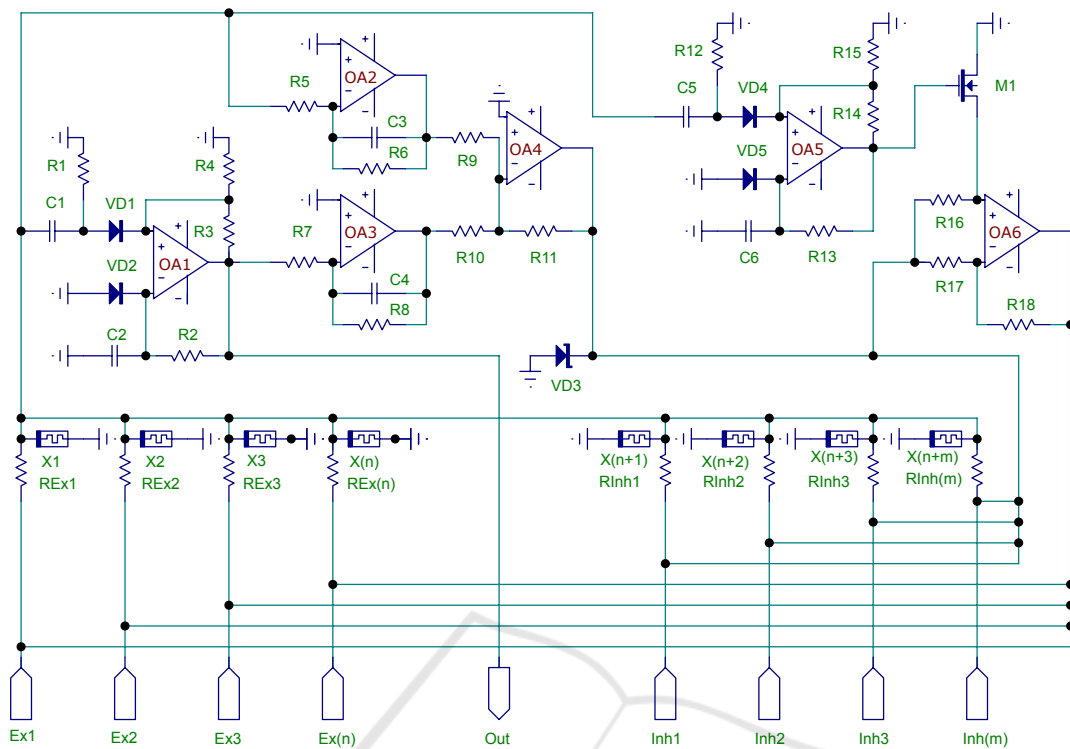 R12
R15
OA2
R5
C5
VD4
M1
R14
C3
OA4
R1
R4
R6
R9
VD5
OA5
C1
VD1
R16
R3
R7
OA3
OA6
OA1
R10
R11
C6
R13
VD2
C4
R17
R8
R18
C2
R2
VD3
X1
X2
X3
X(n)
X(n+1)
X(n+2)
X(n+3)
X(n+m)
REx1
REx2
REx3
REx(n)
RInh1
RInh2
RInh3
RInh(m)
Ex1
Ex2
Ex3
Ex(n)
Out
Inh1
Inh2
Inh3
Inh(m)